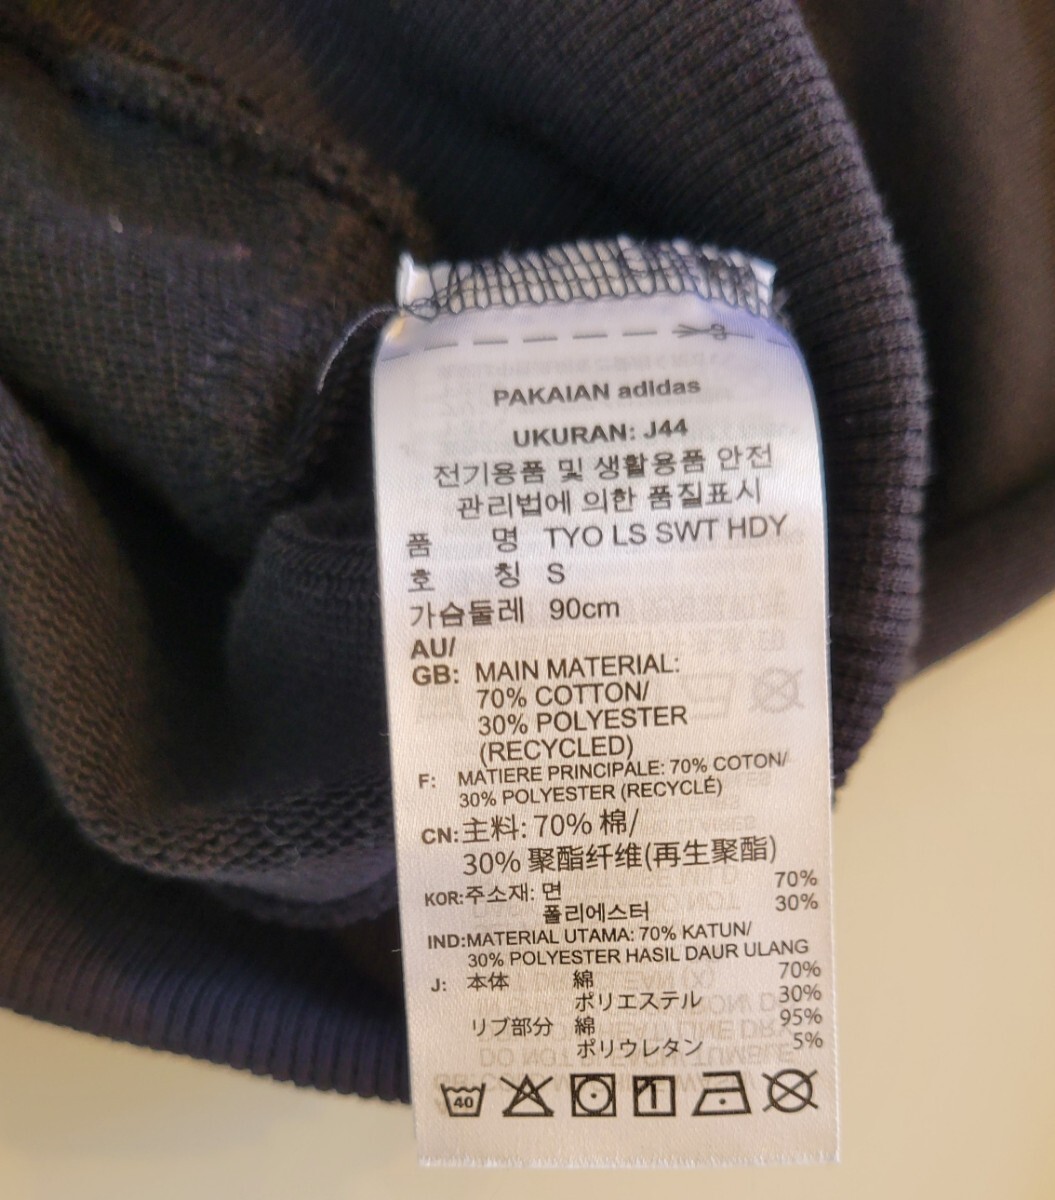 PAKAIAN adidas
UKURAN: J44
전기용품 및 생활용품 안전
관리법에 의한 품질표시
품 명 TYO LS SWT HDY
호 칭 S
가슴둘레 90cm
AU/
GB: MAIN MATERIAL:
70% COTTON/
30% POLYESTER
(RECYCLED)
F: MATIERE PRINCIPALE: 70% COTON/
30% POLYESTER (RECYCLÉ)
CN: 主料: 70% 棉/
30% 聚酯纤维(再生聚酯)
KOR: 주소재: 면 70%
폴리에스터 30%
IND: MATERIAL UTAMA: 70% KATUN/
30% POLYESTER HASIL DAUR ULANG
J: 本体 綿 70%
ポリエステル 30%
リブ部分 綿 95%
ポリウレタン 5%
40